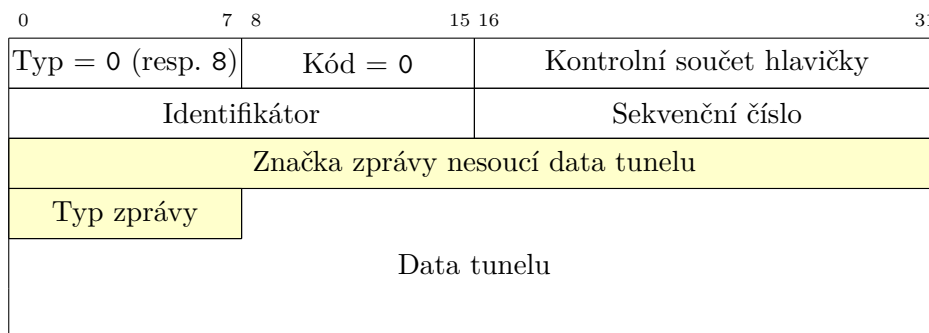 0 7 8 15 16 31
Typ = 0 (resp. 8) Kód = 0 Kontrolní součet hlavičky
Identifikátor Sekvenční číslo
Značka zprávy nesoucí data tunelu
Typ zprávy
Data tunelu